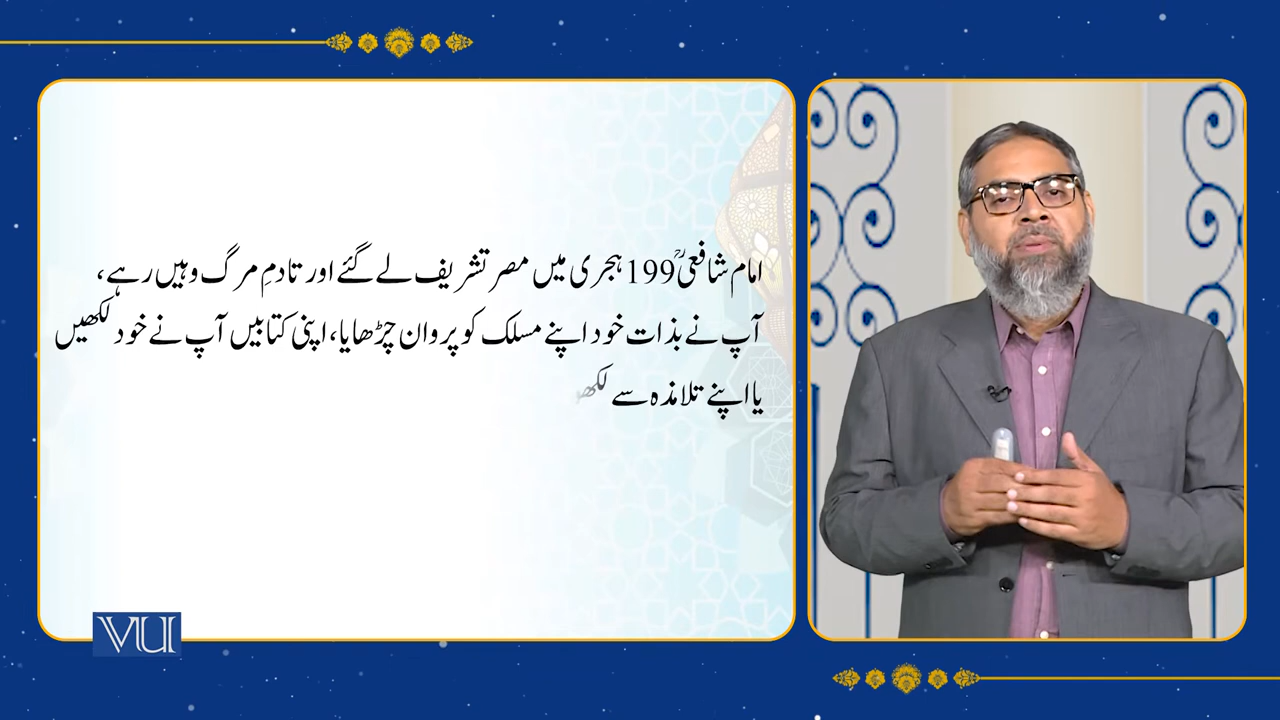 امام شافعیؒ 199 ہجری میں مصر تشریف لے گئے اور تادمِ مرگ وہیں رہے،
آپ نے بذات خود اپنے مسلک کو پروان چڑھایا، اپنی کتابیں آپ نے خود لکھیں
یا اپنے تلامذہ سے
VU